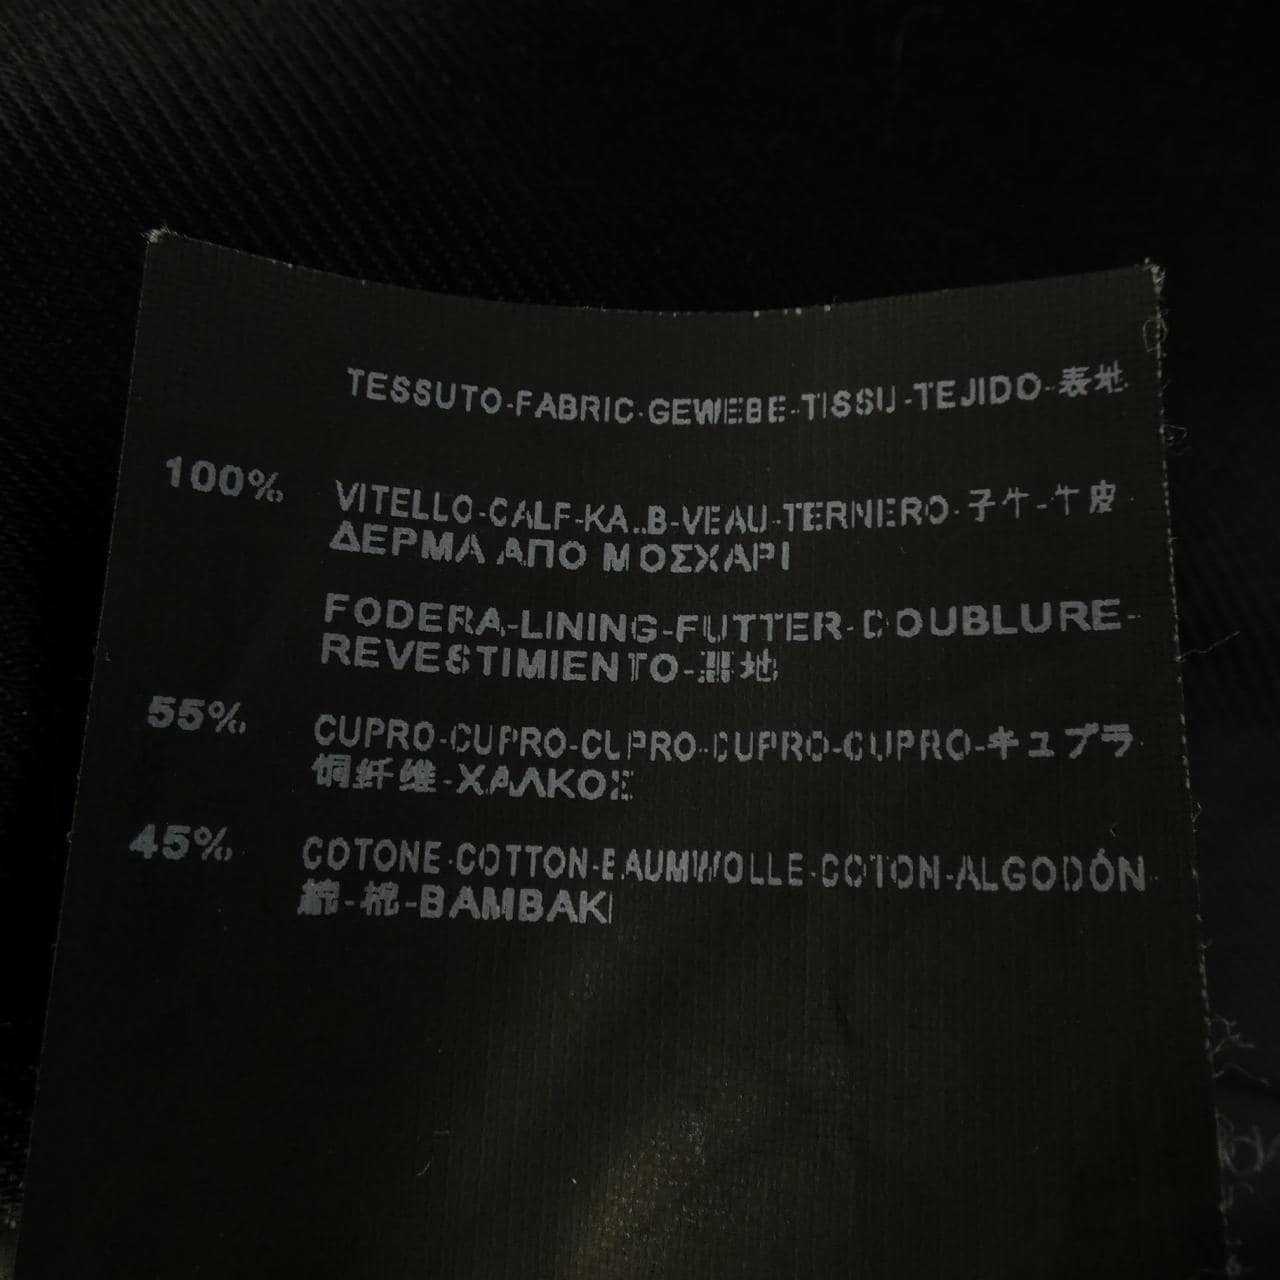 TESSUTO-FABRIC-GEWEBE-TISSU-TEJIDO-表地
100% VITELLO-CALF-KALB-VEAU-TERNERO-子牛-牛皮
ΔΕΡΜΑ ΑΠΟ ΜΟΣΧΑΡΙ
FODERA-LINING-FUTTER-DOUBLURE-
REVESTIMIENTO-裏地
55% CUPRO-CUPRO-CUPRO-CUPRO-CUPRO-キュプラ
铜纤维-ΧΑΛΚΟΣ
45% COTONE-COTTON-BAUMWOLLE-COTON-ALGODÓN-
綿-棉-BAMBAKI